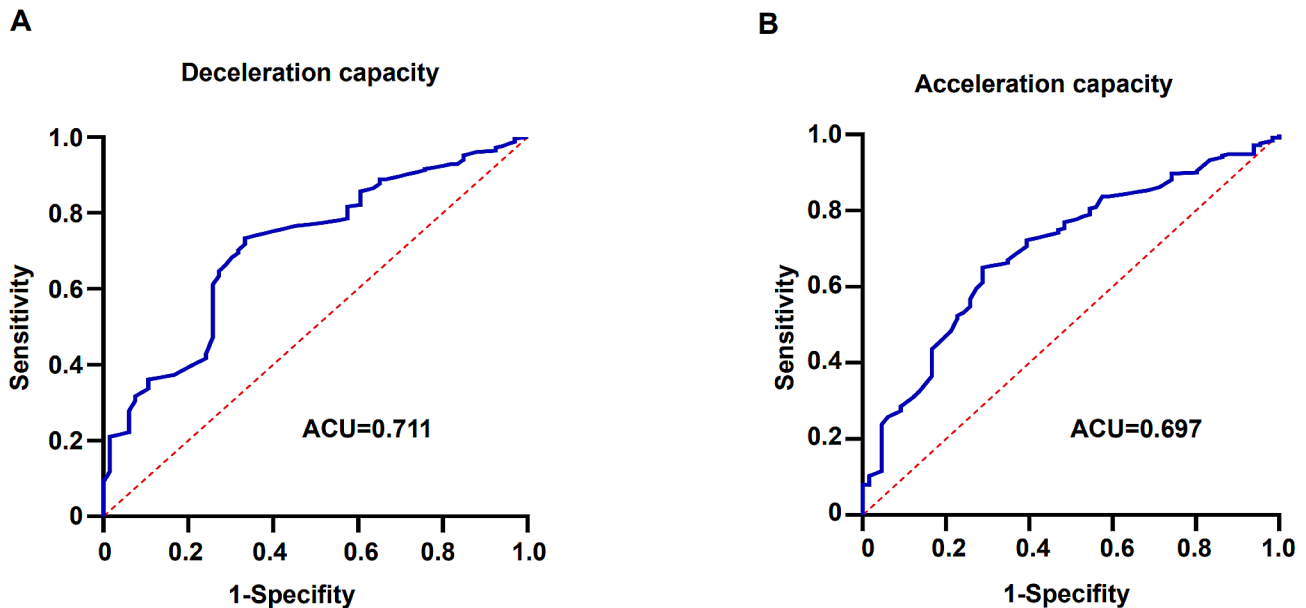 A
Deceleration capacity
1.0
0.8
0.6
0.4
0.2
0
0 0.2 0.4 0.6 0.8 1.0
Sensitivity
1-Specifity
ACU=0.711
B
Acceleration capacity
1.0
0.8
0.6
0.4
0.2
0
0 0.2 0.4 0.6 0.8 1.0
Sensitivity
1-Specifity
ACU=0.697